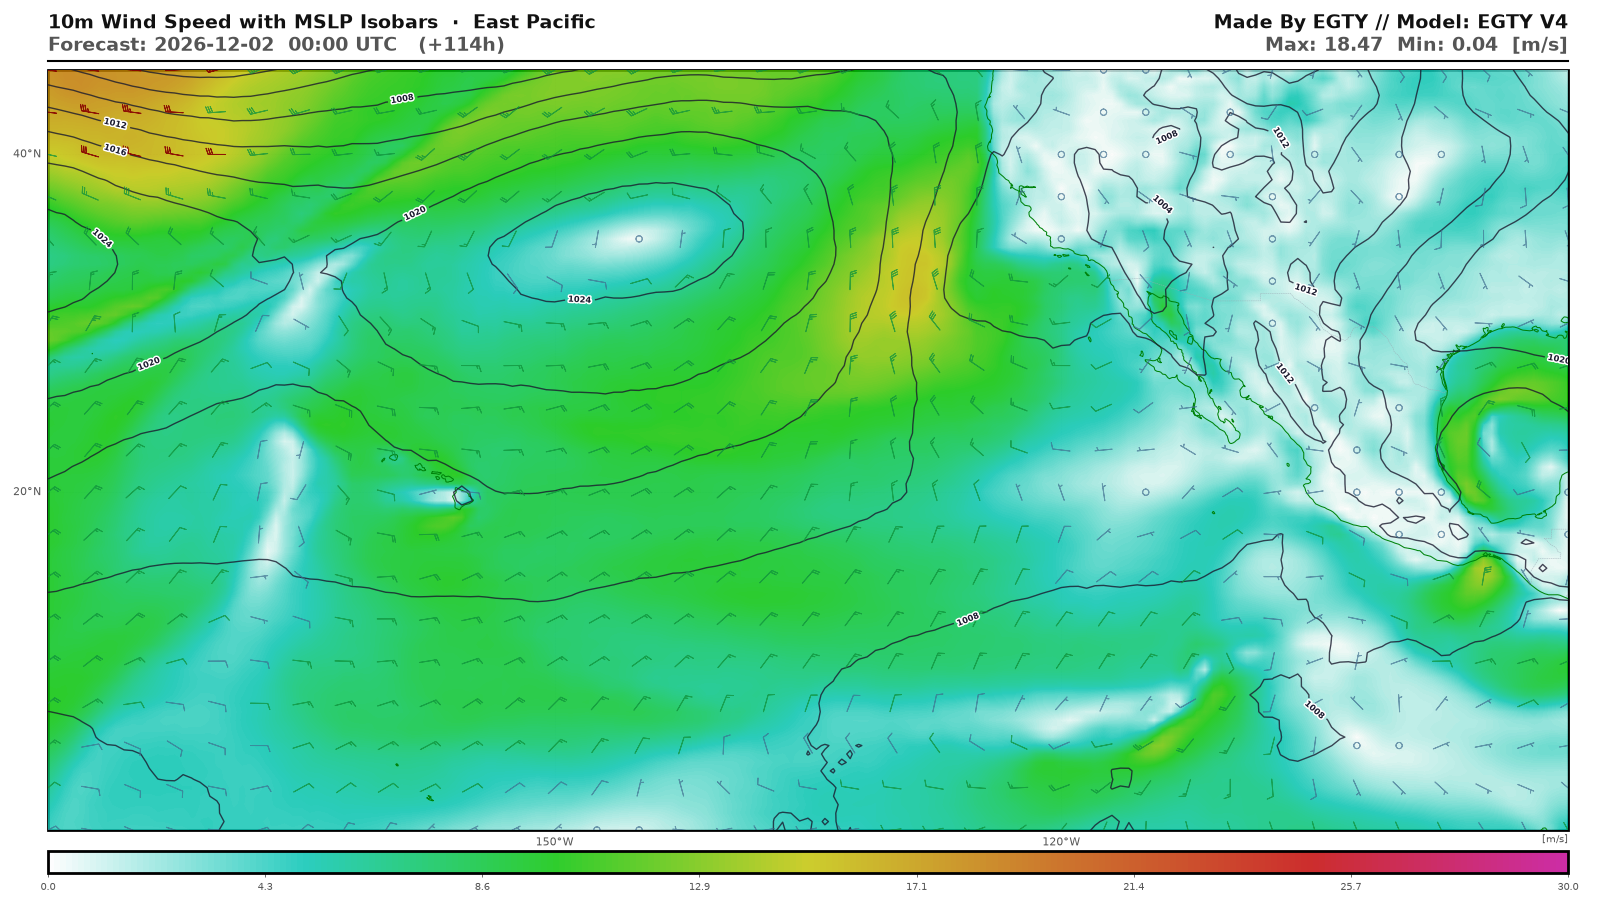 10m Wind Speed with MSLP Isobars · East Pacific
Made By EGTY // Model: EGTY V4
Forecast: 2026-12-02 00:00 UTC (+114h)
Max: 18.47 Min: 0.04 [m/s]
1008
1012
1016
1008
1012
40°N
1004
1020
1024
1012
1024
1020
1020
1012
20°N
1008
1008
150°W
120°W
[m/s]
0.0 4.3 8.6 12.9 17.1 21.4 25.7 30.0